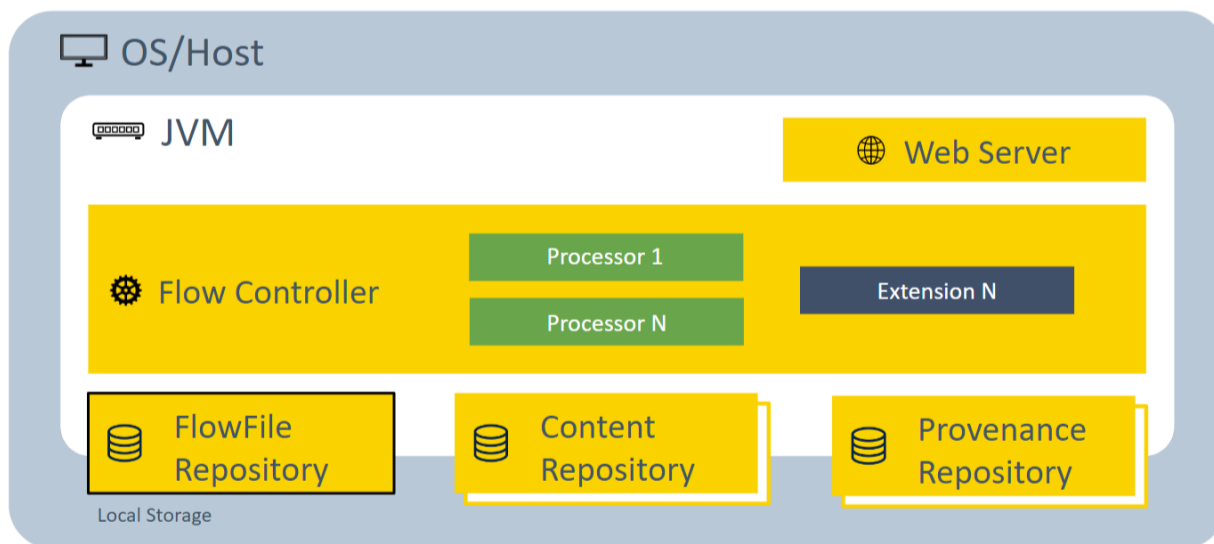 OS/Host
JVM
Web Server
Flow Controller
Processor 1
Processor N
Extension N
FlowFile
Repository
Content
Repository
Provenance
Repository
Local Storage